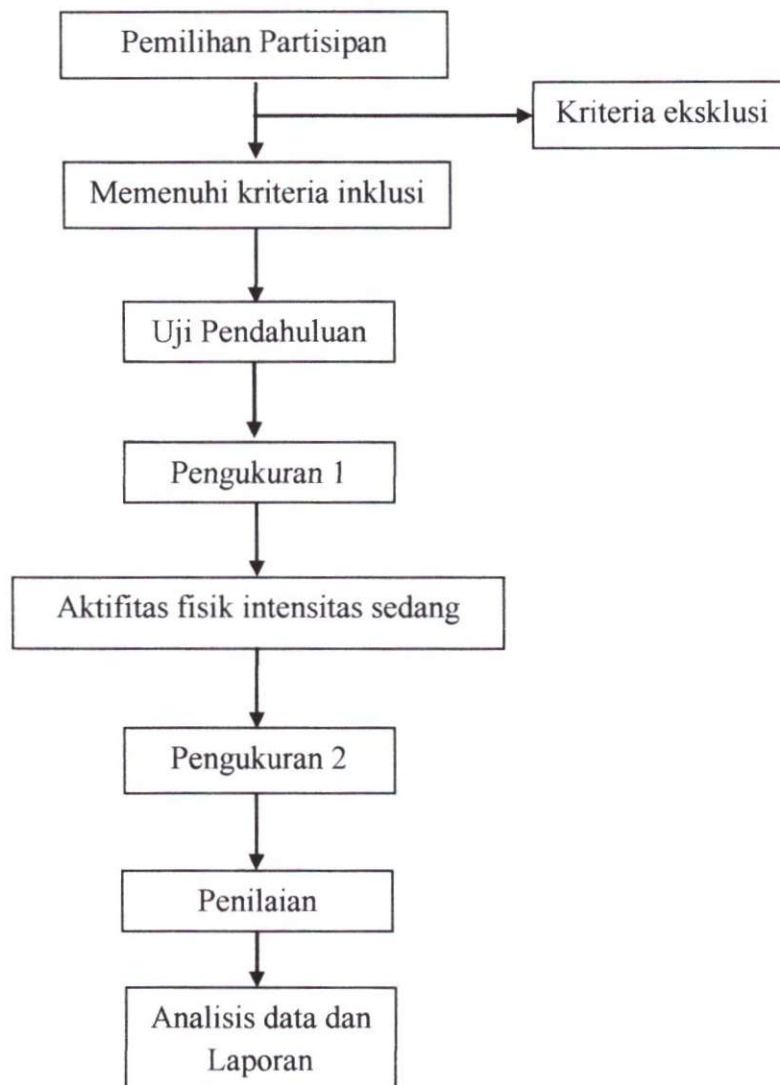 Pemilihan Partisipan
Kriteria eksklusi
Memenuhi kriteria inklusi
Uji Pendahuluan
Pengukuran 1
Aktifitas fisik intensitas sedang
Pengukuran 2
Penilaian
Analisis data dan
Laporan